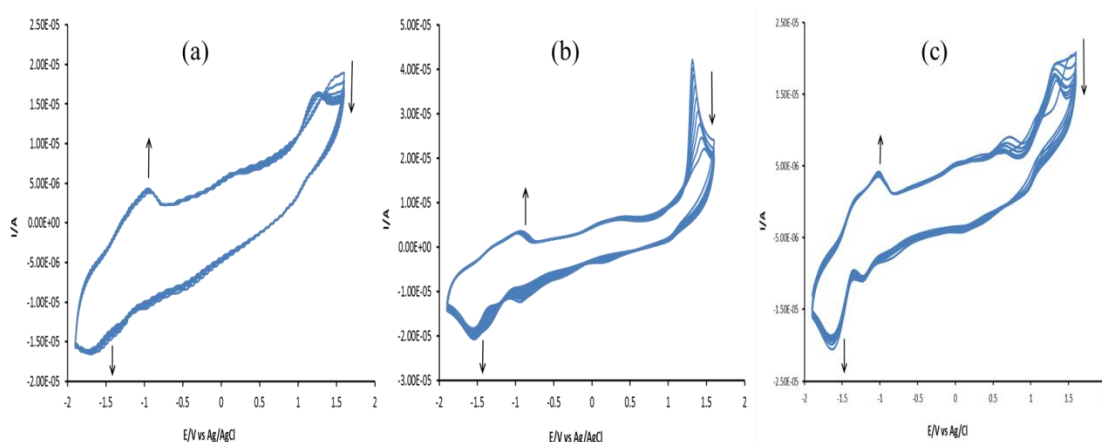 (a)
2.50E-05
2.00E-05
1.50E-05
1.00E-05
5.00E-06
0.00E+00
-5.00E-06
-1.00E-05
-1.50E-05
-2.00E-05
I/A
-2 -1.5 -1 -0.5 0 0.5 1 1.5 2
E/V vs Ag/AgCl
(b)
5.00E-05
4.00E-05
3.00E-05
2.00E-05
1.00E-05
0.00E+00
-1.00E-05
-2.00E-05
-3.00E-05
I/A
-2 -1.5 -1 -0.5 0 0.5 1 1.5 2
E/V vs Ag/AgCl
(c)
2.50E-05
1.50E-05
5.00E-06
-5.00E-06
-1.50E-05
-2.50E-05
I/A
-2 -1.5 -1 -0.5 0 0.5 1 1.5
E/V vs Ag/Cl